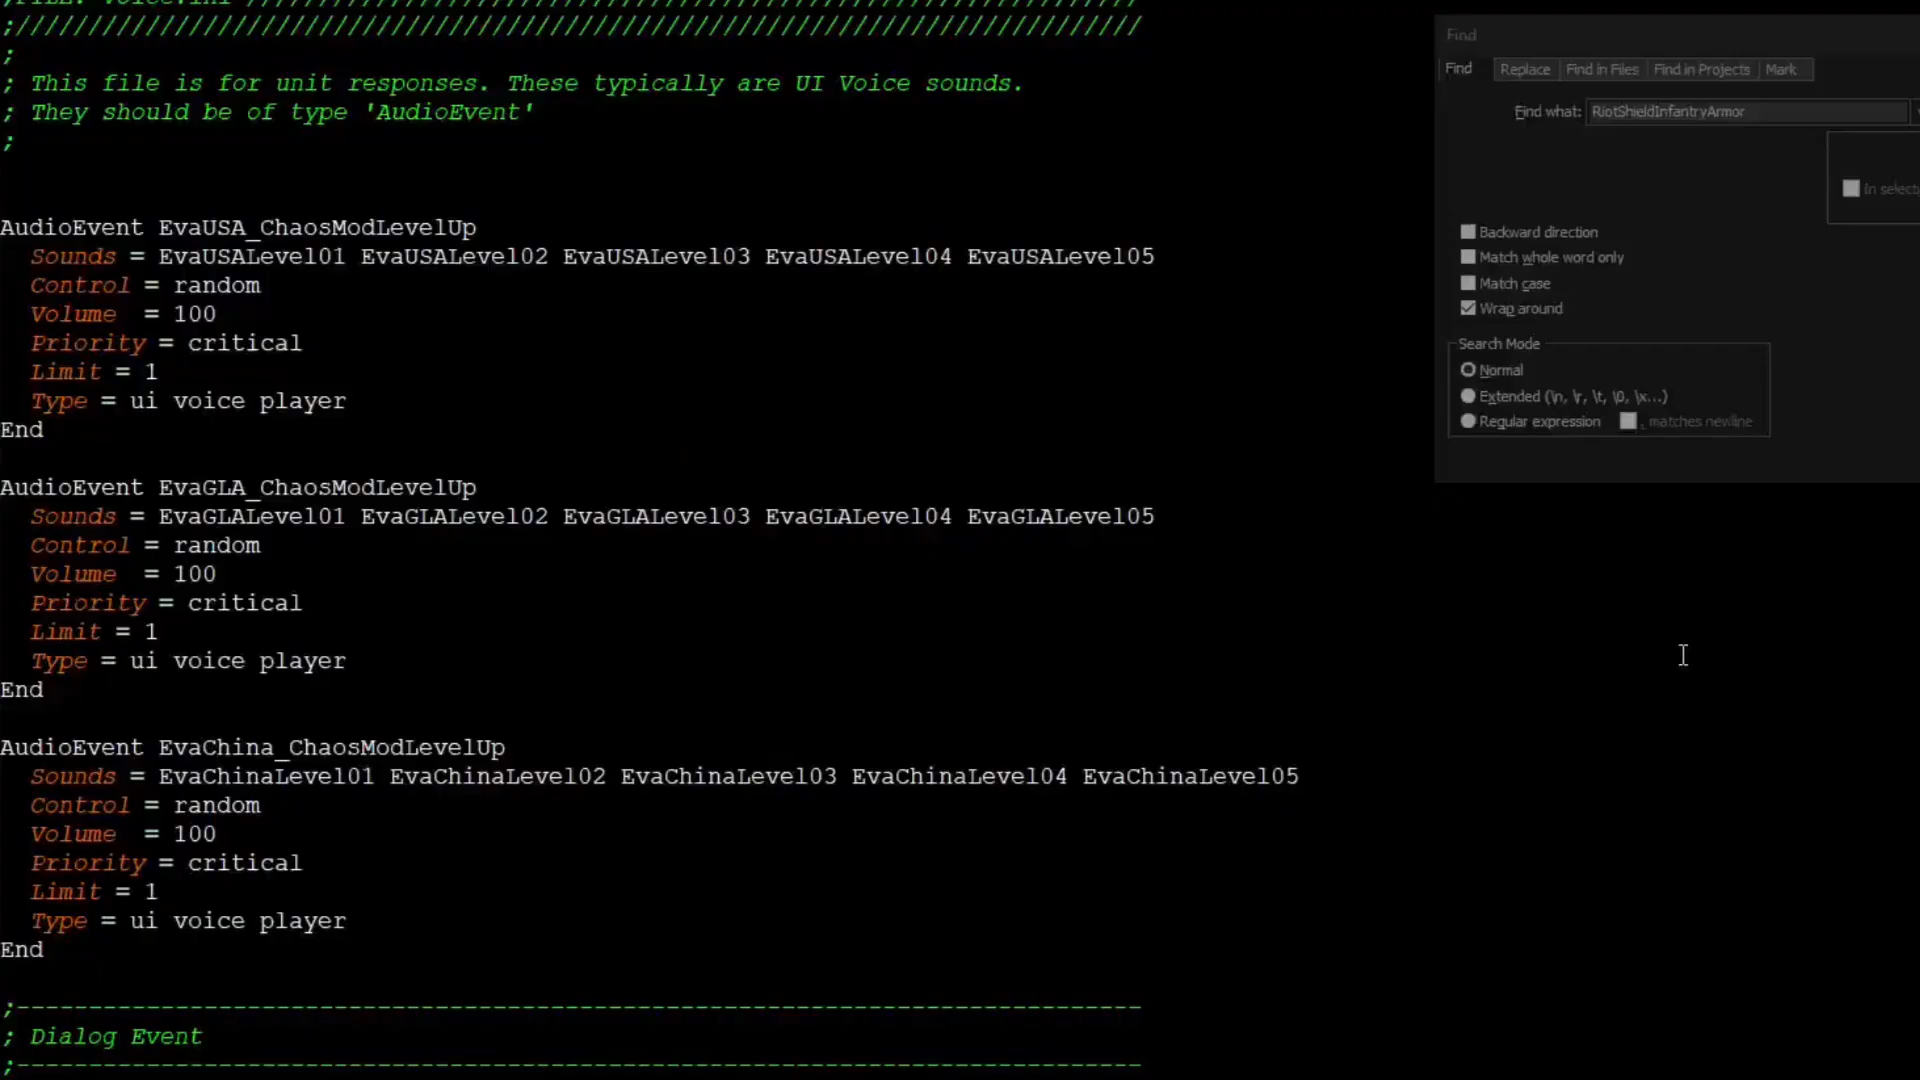 ;FILE: Voice.ini ///////////////////////////////////////////////////////////////
;//////////////////////////////////////////////////////////////////////////////
;
; This file is for unit responses. These typically are UI Voice sounds.
; They should be of type 'AudioEvent'
;
AudioEvent EvaUSA_ChaosModLevelUp
Sounds = EvaUSALevel01 EvaUSALevel02 EvaUSALevel03 EvaUSALevel04 EvaUSALevel05
Control = random
Volume = 100
Priority = critical
Limit = 1
Type = ui voice player
End
AudioEvent EvaGLA_ChaosModLevelUp
Sounds = EvaGLALevel01 EvaGLALevel02 EvaGLALevel03 EvaGLALevel04 EvaGLALevel05
Control = random
Volume = 100
Priority = critical
Limit = 1
Type = ui voice player
End
AudioEvent EvaChina_ChaosModLevelUp
Sounds = EvaChinaLevel01 EvaChinaLevel02 EvaChinaLevel03 EvaChinaLevel04 EvaChinaLevel05
Control = random
Volume = 100
Priority = critical
Limit = 1
Type = ui voice player
End
;------------------------------------------------------------------------------
; Dialog Event
;------------------------------------------------------------------------------
Find
Find Replace Find in Files Find in Projects Mark
Find what: RiotShieldInfantryArmor
In select
Backward direction
Match whole word only
Match case
Wrap around
Search Mode
Normal
Extended (\n, \r, \t, \0, \x...)
Regular expression . matches newline